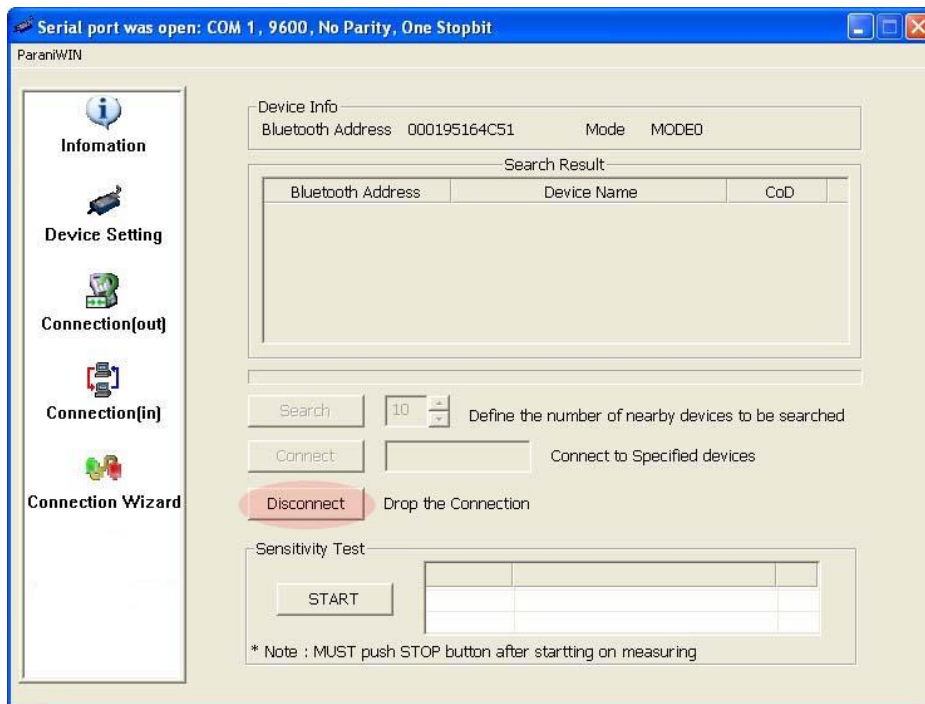 Serial port was open: COM 1, 9600, No Parity, One Stopbit
ParaniWIN
Infomation
Device Setting
Connection(out)
Connection(in)
Connection Wizard
Device Info
Bluetooth Address 000195164C51 Mode MODE0
Search Result
Bluetooth Address Device Name CoD
Search 10 Define the number of nearby devices to be searched
Connect Connect to Specified devices
Disconnect Drop the Connection
Sensitivity Test
START
* Note : MUST push STOP button after startting on measuring